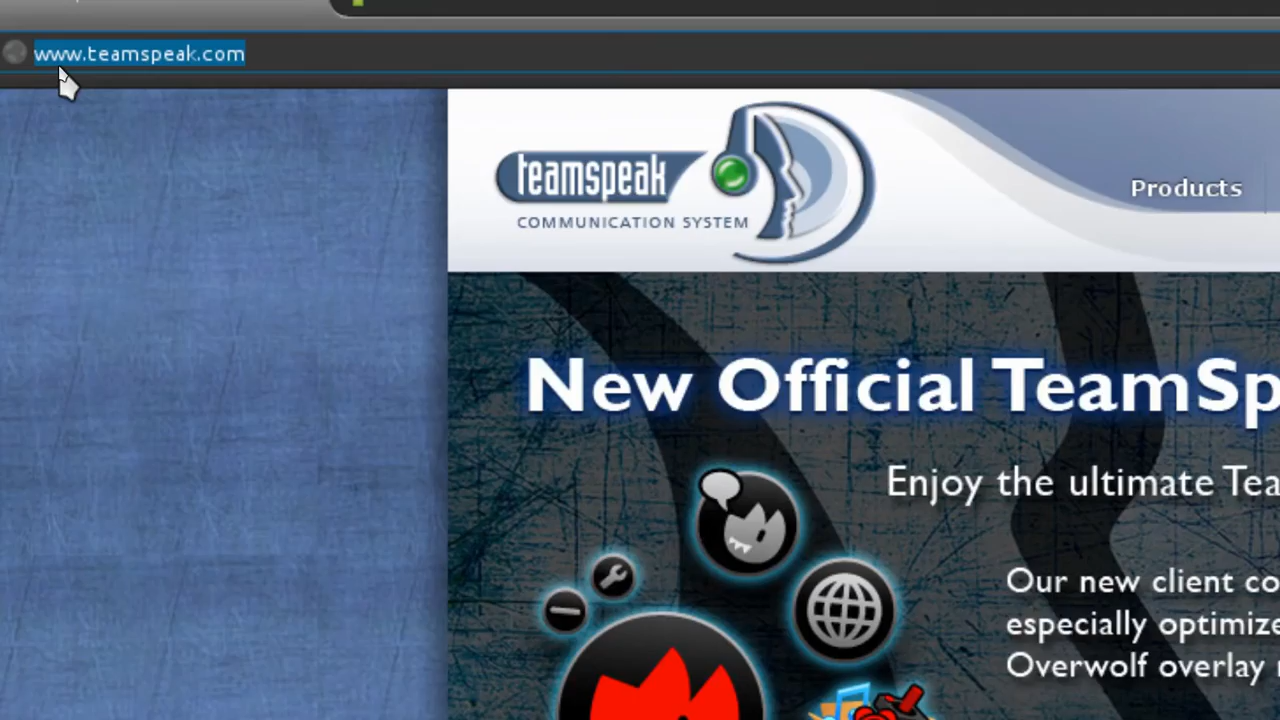 www.teamspeak.com
teamspeak
COMMUNICATION SYSTEM
Products
New Official TeamSp
Enjoy the ultimate Tea
Our new client co
especially optimize
Overwolf overlay